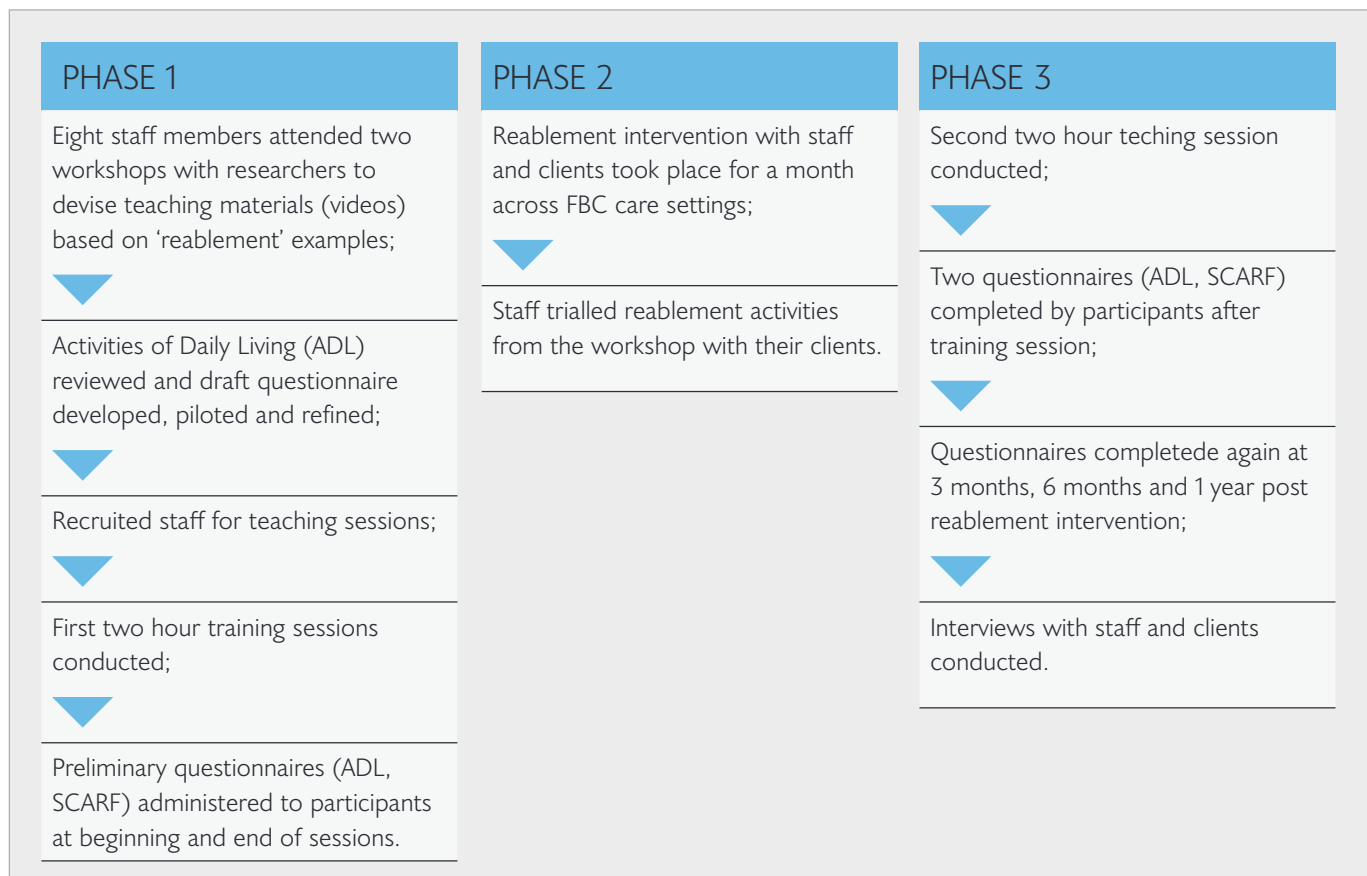 PHASE 1
Eight staff members attended two
workshops with researchers to
devise teaching materials (videos)
based on ‘reablement’ examples;
Activities of Daily Living (ADL)
reviewed and draft questionnaire
developed, piloted and refined;
Recruited staff for teaching sessions;
First two hour training sessions
conducted;
Preliminary questionnaires (ADL,
SCARF) administered to participants
at beginning and end of sessions.
PHASE 2
Reablement intervention with staff
and clients took place for a month
across FBC care settings;
Staff trialled reablement activities
from the workshop with their clients.
PHASE 3
Second two hour teching session
conducted;
Two questionnaires (ADL, SCARF)
completed by participants after
training session;
Questionnaires completede again at
3 months, 6 months and 1 year post
reablement intervention;
Interviews with staff and clients
conducted.